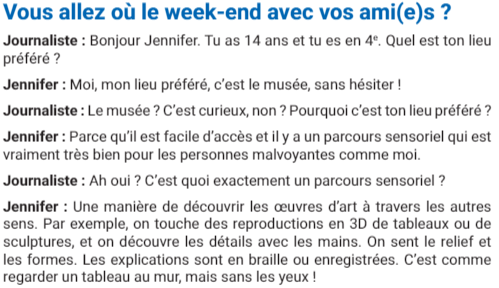 Vous allez où le week-end avec vos ami(e)s ?
Journaliste : Bonjour Jennifer. Tu as 14 ans et tu es en 4e. Quel est ton lieu
préféré ?
Jennifer : Moi, mon lieu préféré, c'est le musée, sans hésiter !
Journaliste : Le musée ? C'est curieux, non ? Pourquoi c'est ton lieu préféré ?
Jennifer : Parce qu'il est facile d'accès et il y a un parcours sensoriel qui est
vraiment très bien pour les personnes malvoyantes comme moi.
Journaliste : Ah oui ? C'est quoi exactement un parcours sensoriel ?
Jennifer : Une manière de découvrir les œuvres d'art à travers les autres
sens. Par exemple, on touche des reproductions en 3D de tableaux ou de
sculptures, et on découvre les détails avec les mains. On sent le relief et
les formes. Les explications sont en braille ou enregistrées. C'est comme
regarder un tableau au mur, mais sans les yeux !